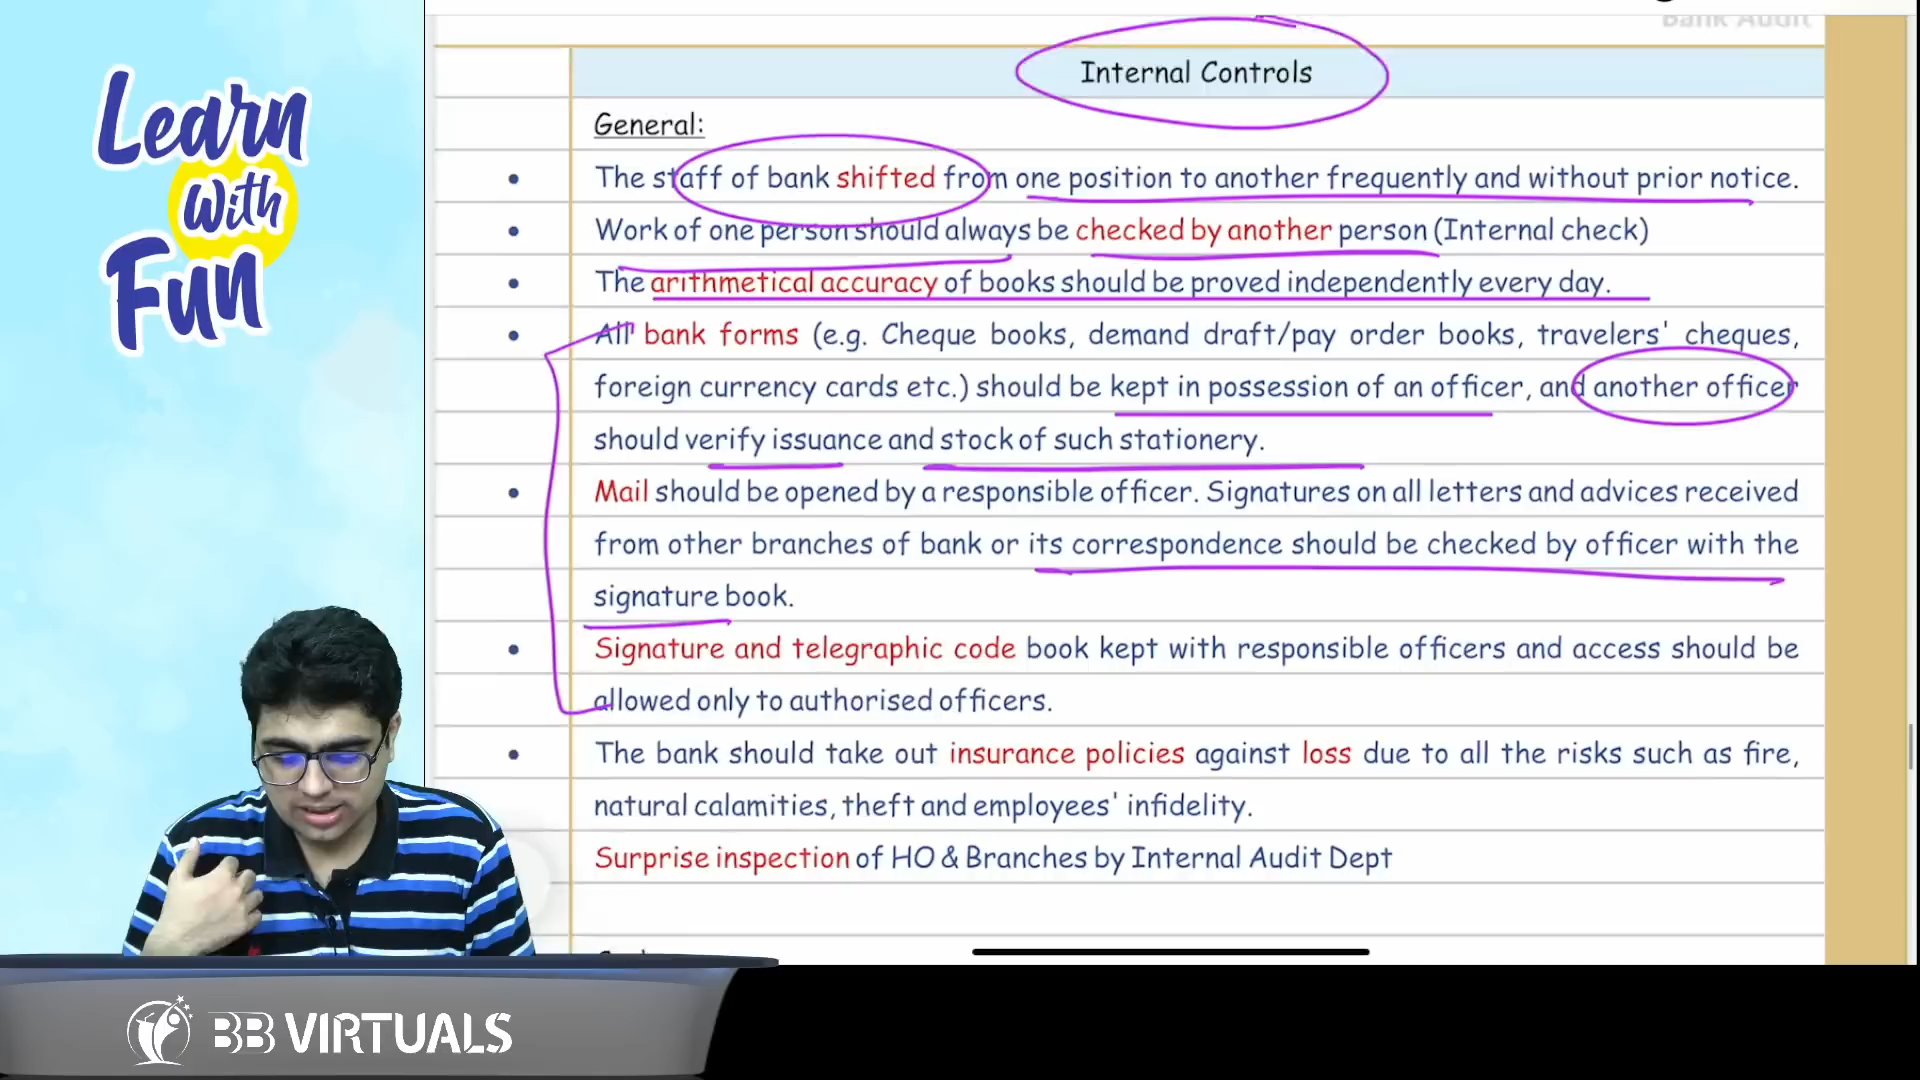 Bank Audit
Learn
With
Fun
Internal Controls
General:
• The staff of bank shifted from one position to another frequently and without prior notice.
• Work of one person should always be checked by another person (Internal check)
• The arithmetical accuracy of books should be proved independently every day.
• All bank forms (e.g. Cheque books, demand draft/pay order books, travelers' cheques,
foreign currency cards etc.) should be kept in possession of an officer, and another officer
should verify issuance and stock of such stationery.
• Mail should be opened by a responsible officer. Signatures on all letters and advices received
from other branches of bank or its correspondence should be checked by officer with the
signature book.
• Signature and telegraphic code book kept with responsible officers and access should be
allowed only to authorised officers.
• The bank should take out insurance policies against loss due to all the risks such as fire,
natural calamities, theft and employees' infidelity.
Surprise inspection of HO & Branches by Internal Audit Dept
BB VIRTUALS